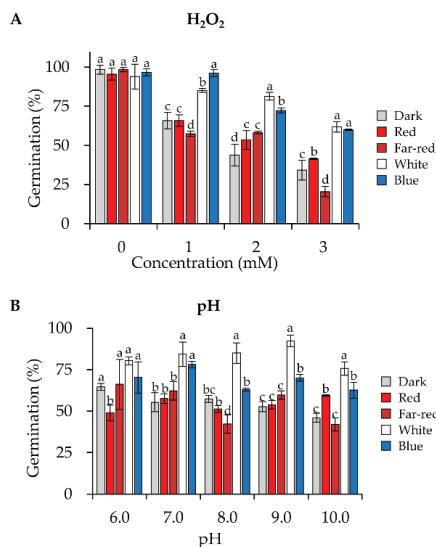 A
H₂O₂
Germination (%)
100
75
50
25
0
a a a a a
c c d b a
d c c a b
c b d a a
0 1 2 3
Concentration (mM)
Dark
Red
Far-red
White
Blue
B
pH
Germination (%)
100
75
50
25
0
a b a a a
b b b a a
bc c d a b
c c c a b
c b c a b
6.0 7.0 8.0 9.0 10.0
pH
Dark
Red
Far-red
White
Blue